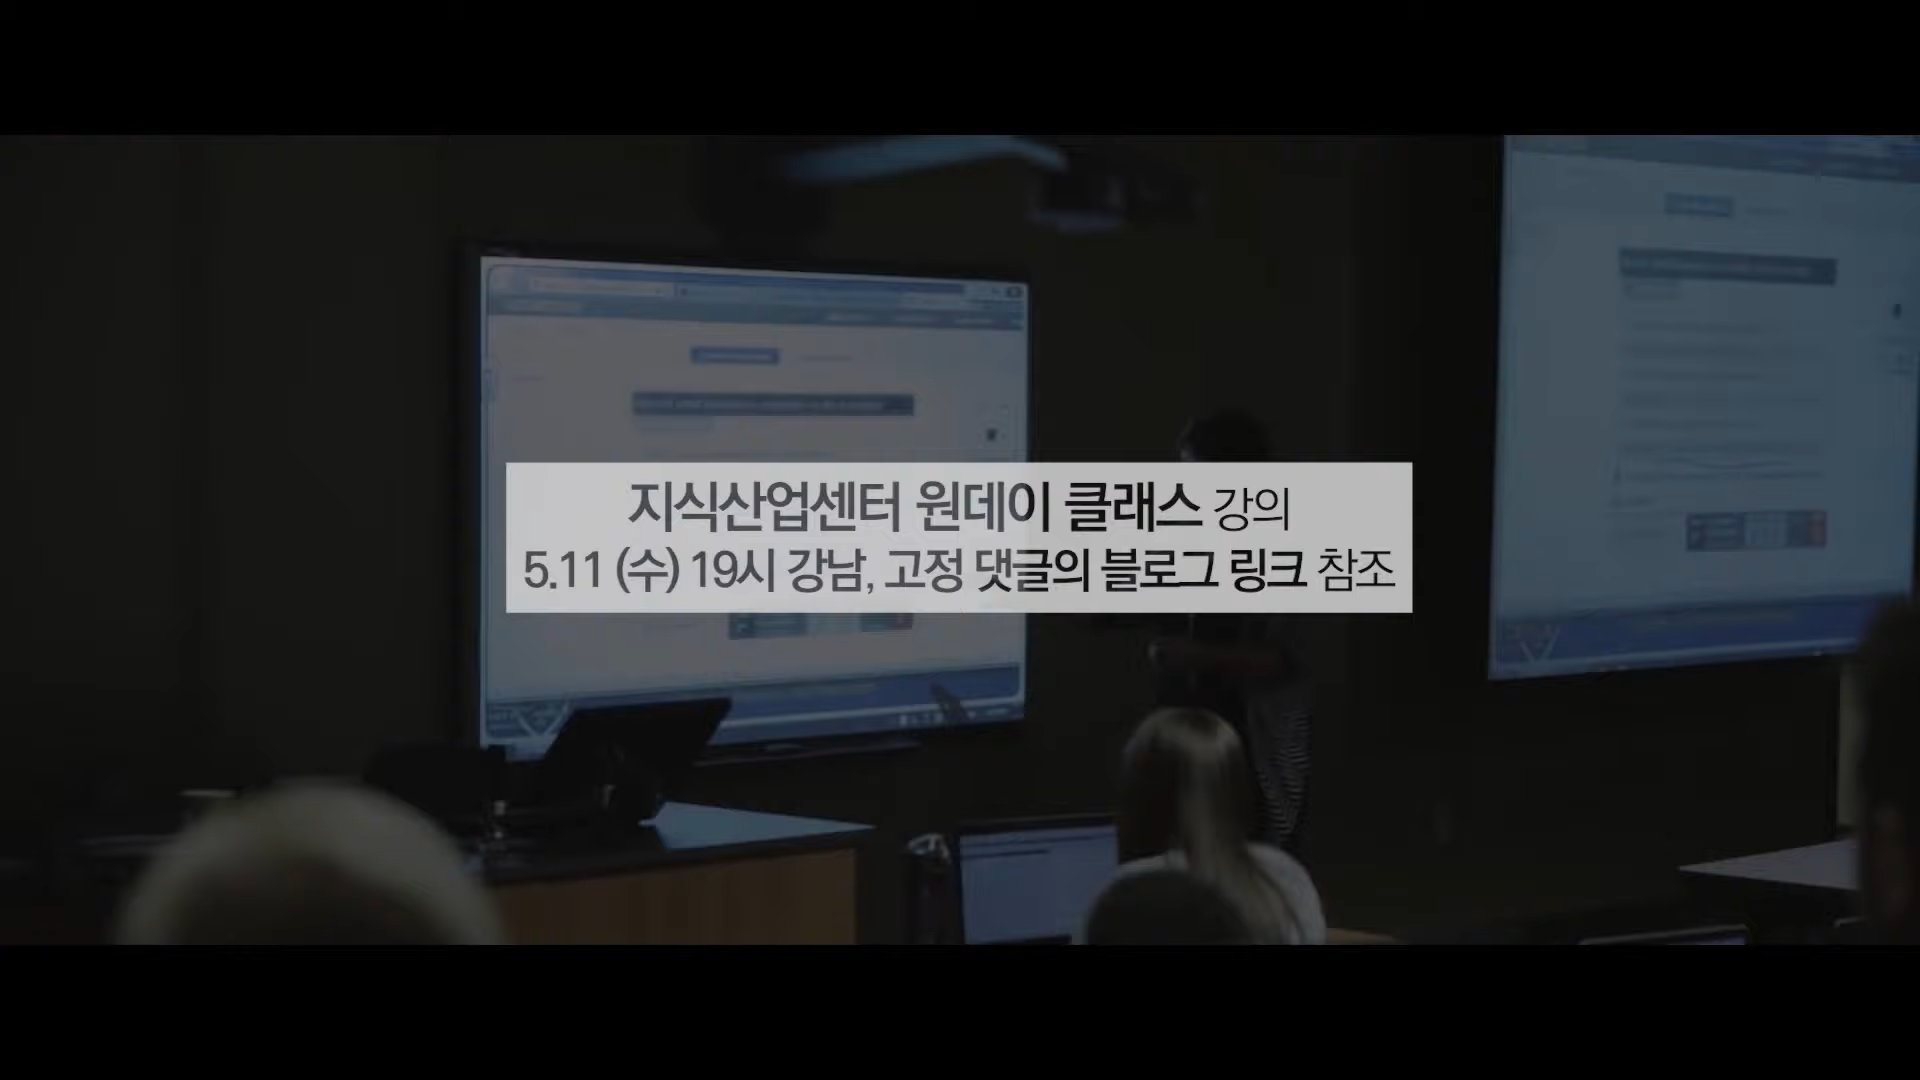 지식산업센터 원데이 클래스 강의
5.11 (수) 19시 강남, 고정 댓글의 블로그 링크 참조